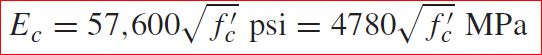 E_c = 57,600√f′_c psi = 4780√f′_c MPa